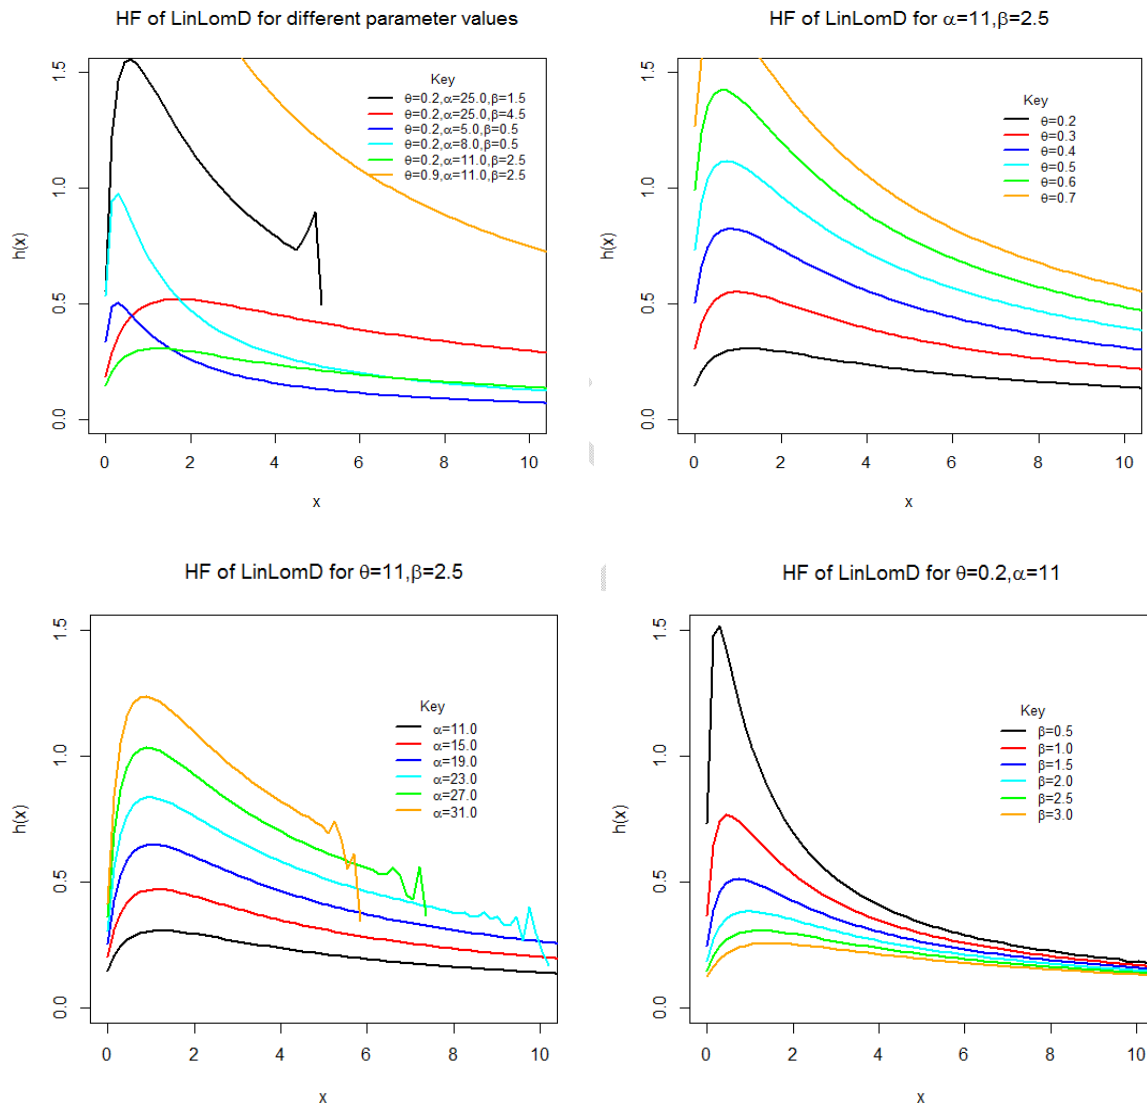 HF of LinLomD for different parameter values
Key
θ=0.2,α=25.0,β=1.5
θ=0.2,α=25.0,β=4.5
θ=0.2,α=5.0,β=0.5
θ=0.2,α=8.0,β=0.5
θ=0.2,α=11.0,β=2.5
θ=0.9,α=11.0,β=2.5
h(x)
0.0 0.5 1.0 1.5
0 2 4 6 8 10
x
HF of LinLomD for α=11,β=2.5
Key
θ=0.2
θ=0.3
θ=0.4
θ=0.5
θ=0.6
θ=0.7
h(x)
0.0 0.5 1.0 1.5
0 2 4 6 8 10
x
HF of LinLomD for θ=11,β=2.5
Key
α=11.0
α=15.0
α=19.0
α=23.0
α=27.0
α=31.0
h(x)
0.0 0.5 1.0 1.5
0 2 4 6 8 10
x
HF of LinLomD for θ=0.2,α=11
Key
β=0.5
β=1.0
β=1.5
β=2.0
β=2.5
β=3.0
h(x)
0.0 0.5 1.0 1.5
0 2 4 6 8 10
x